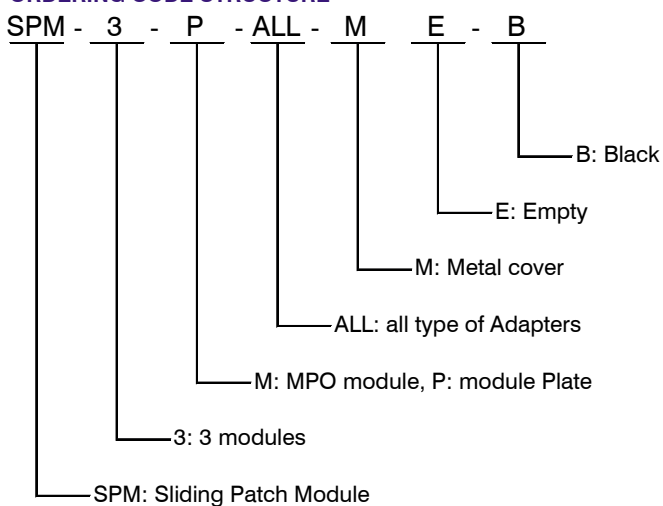 ORDERING CODE STRUCTURE
SPM - 3 - P - ALL - M E - B
B: Black
E: Empty
M: Metal cover
ALL: all type of Adapters
M: MPO module, P: module Plate
3: 3 modules
SPM: Sliding Patch Module